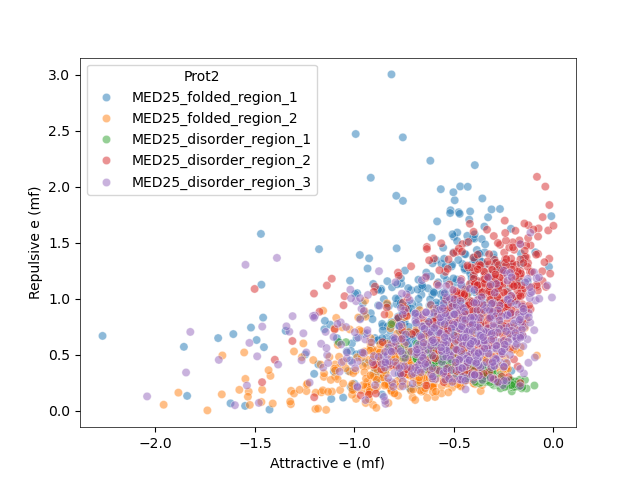 3.0
2.5
2.0
1.5
1.0
0.5
0.0
Repulsive e (mf)
Prot2
MED25_folded_region_1
MED25_folded_region_2
MED25_disorder_region_1
MED25_disorder_region_2
MED25_disorder_region_3
−2.0 −1.5 −1.0 −0.5 0.0
Attractive e (mf)